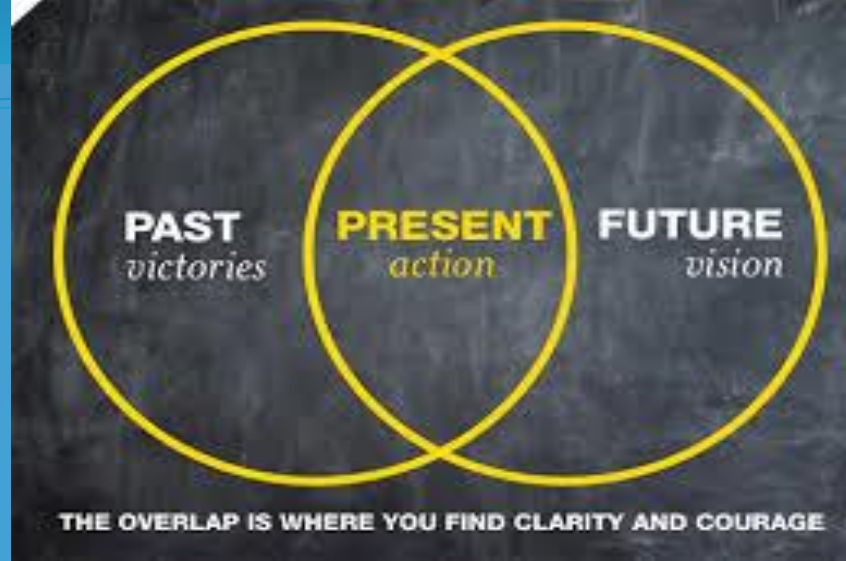 PAST
victories
PRESENT
action
FUTURE
vision
THE OVERLAP IS WHERE YOU FIND CLARITY AND COURAGE